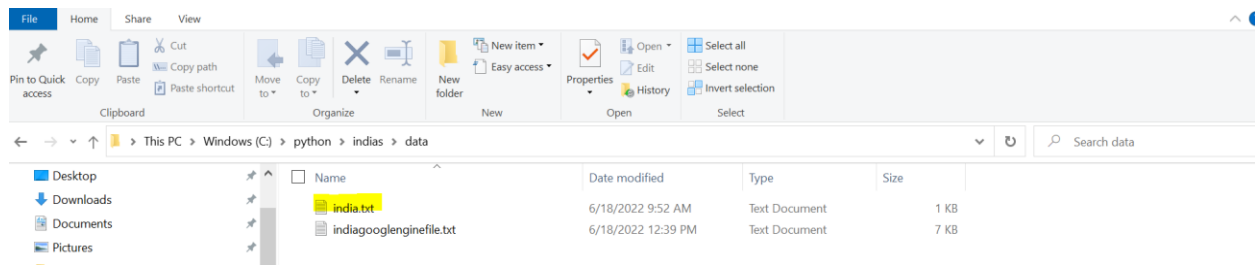 File Home Share View
Pin to Quick access
Copy
Paste
Cut
Copy path
Paste shortcut
Clipboard
Move to
Copy to
Delete
Rename
Organize
New folder
New item
Easy access
New
Properties
Open
Edit
History
Open
Select all
Select none
Invert selection
Select
This PC > Windows (C:) > python > indias > data
Search data
Desktop
Downloads
Documents
Pictures
Name Date modified Type Size
india.txt 6/18/2022 9:52 AM Text Document 1 KB
indiagooglenginefile.txt 6/18/2022 12:39 PM Text Document 7 KB